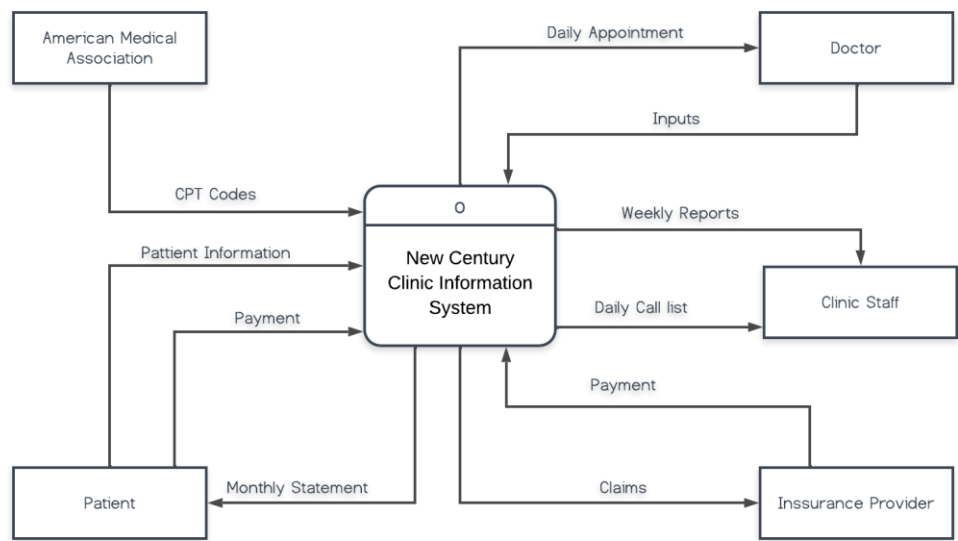 American Medical
Association
Daily Appointment
Doctor
Inputs
CPT Codes
O
Weekly Reports
Pattient Information
New Century
Clinic Information
System
Clinic Staff
Daily Call list
Payment
Payment
Patient
Monthly Statement
Claims
Inssurance Provider